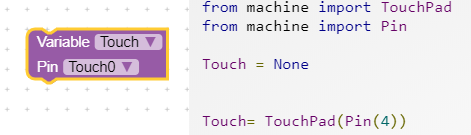 Variable Touch
Pin Touch0
from machine import TouchPad
from machine import Pin
Touch = None
Touch= TouchPad(Pin(4))